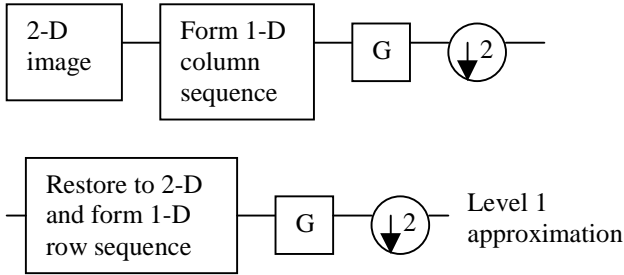 2-D
image
Form 1-D
column
sequence
G
2
Restore to 2-D
and form 1-D
row sequence
G
2
Level 1
approximation